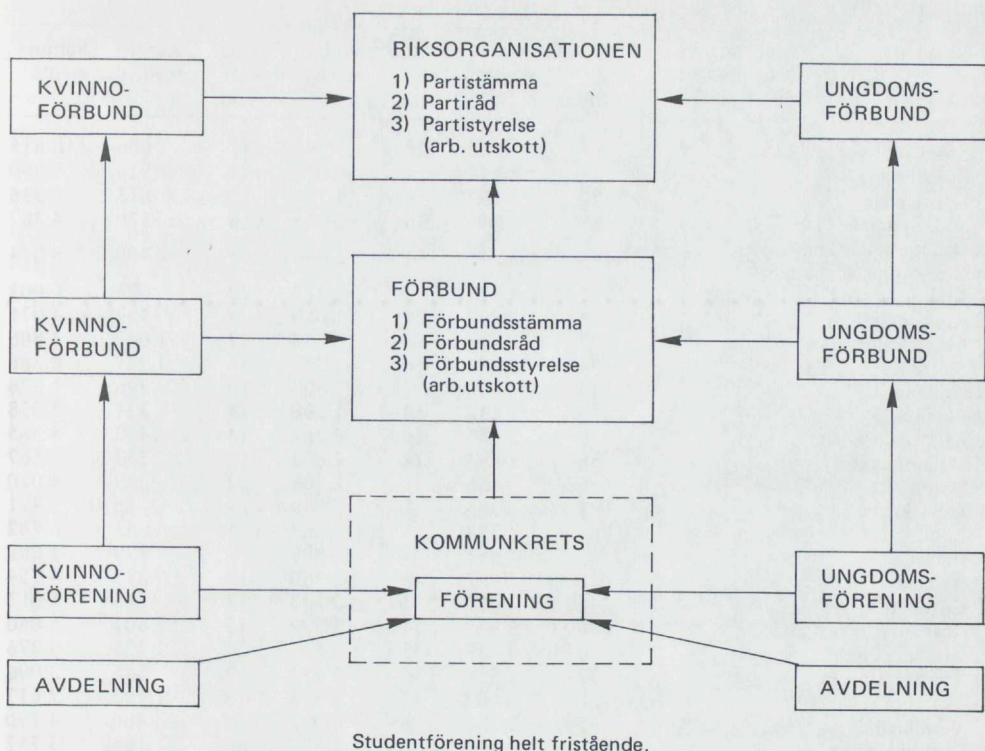 RIKSORGANISATIONEN
1) Partistämma
2) Partiråd
3) Partistyrelse
(arb. utskott)
KVINNO-
FÖRBUND
UNGDOMS-
FÖRBUND
FÖRBUND
1) Förbundsstämma
2) Förbundsråd
3) Förbundsstyrelse
(arb.utskott)
KVINNO-
FÖRBUND
UNGDOMS-
FÖRBUND
KOMMUNKRETS
FÖRENING
KVINNO-
FÖRENING
UNGDOMS-
FÖRENING
AVDELNING
AVDELNING
Studentförening helt fristående.